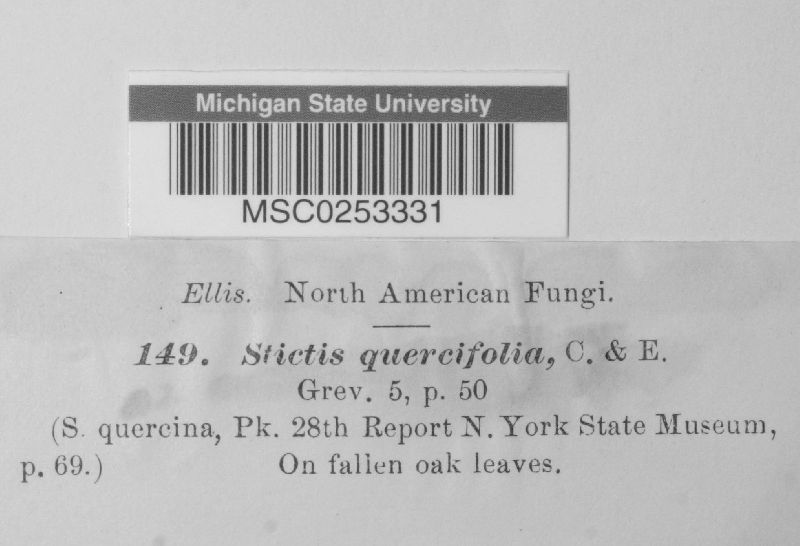 Michigan State University
MSC0253331
Ellis. North American Fungi.
149. Stictis quercifolia, C. & E.
Grev. 5, p. 50
(S. quercina, Pk. 28th Report N. York State Museum,
p. 69.) On fallen oak leaves.